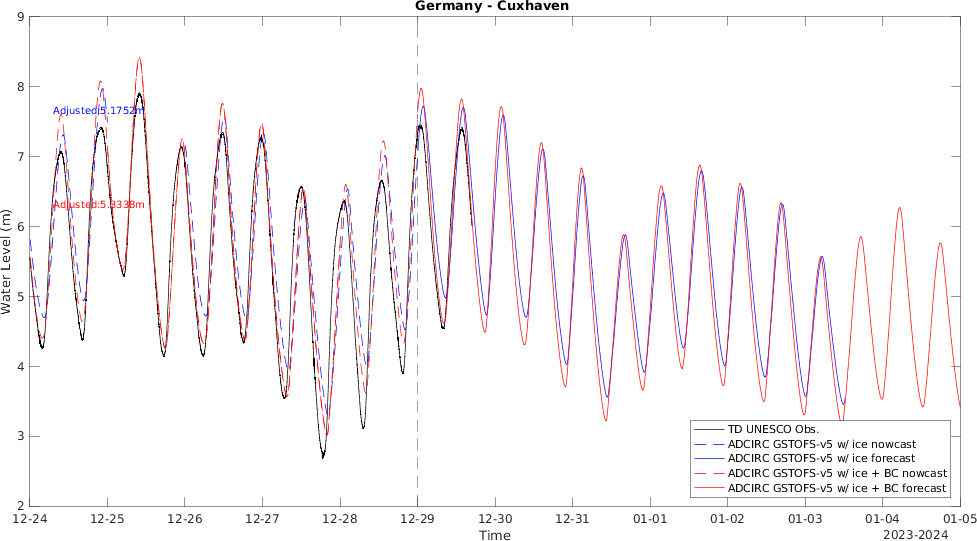 Germany - Cuxhaven
9
8
7
6
5
4
3
2
Water Level (m)
Adjusted:5.1752m
Adjusted:5.3338m
TD UNESCO Obs.
ADCIRC GSTOFS-v5 w/ ice nowcast
ADCIRC GSTOFS-v5 w/ ice forecast
ADCIRC GSTOFS-v5 w/ ice + BC nowcast
ADCIRC GSTOFS-v5 w/ ice + BC forecast
12-24 12-25 12-26 12-27 12-28 12-29 12-30 12-31 01-01 01-02 01-03 01-04 01-05
Time
2023-2024